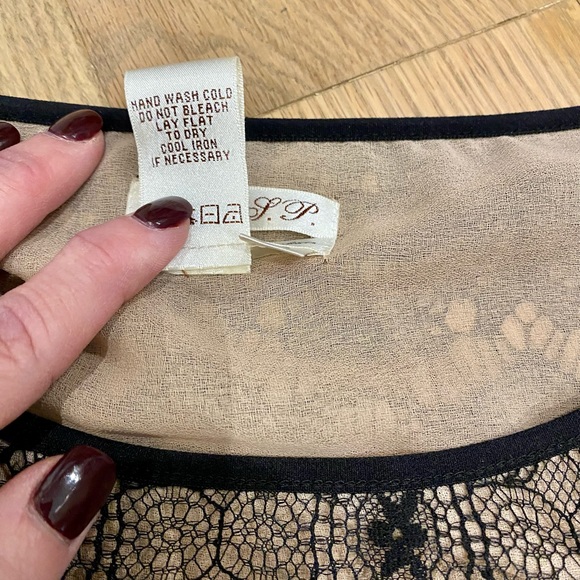 HAND WASH COLD
DO NOT BLEACH
LAY FLAT
TO DRY
COOL IRON
IF NECESSARY
S.P.